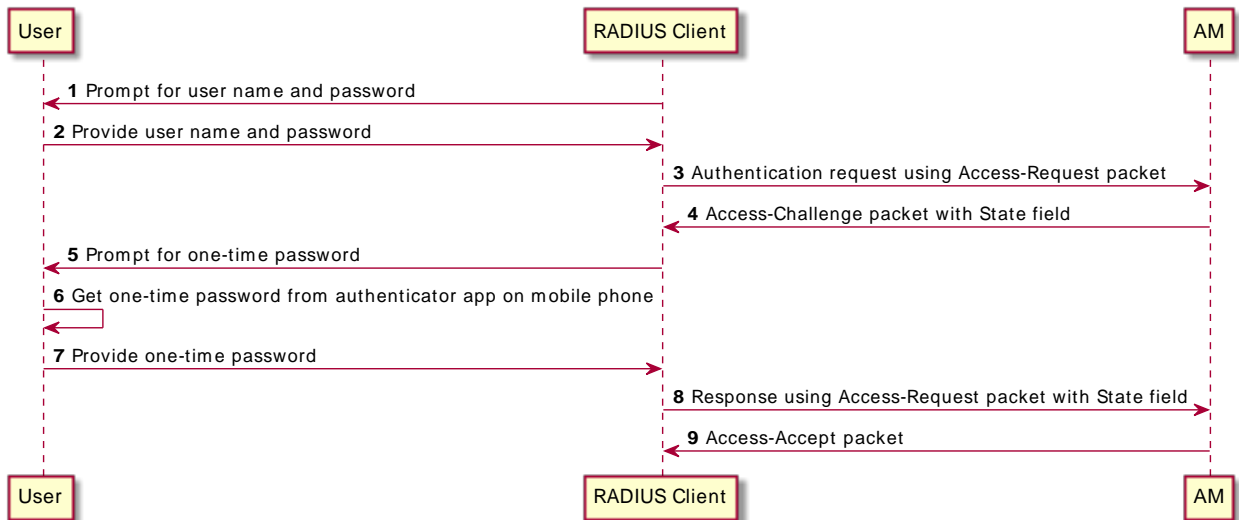 User
RADIUS Client
AM
1 Prompt for user name and password
2 Provide user name and password
3 Authentication request using Access-Request packet
4 Access-Challenge packet with State field
5 Prompt for one-time password
6 Get one-time password from authenticator app on mobile phone
7 Provide one-time password
8 Response using Access-Request packet with State field
9 Access-Accept packet
User
RADIUS Client
AM